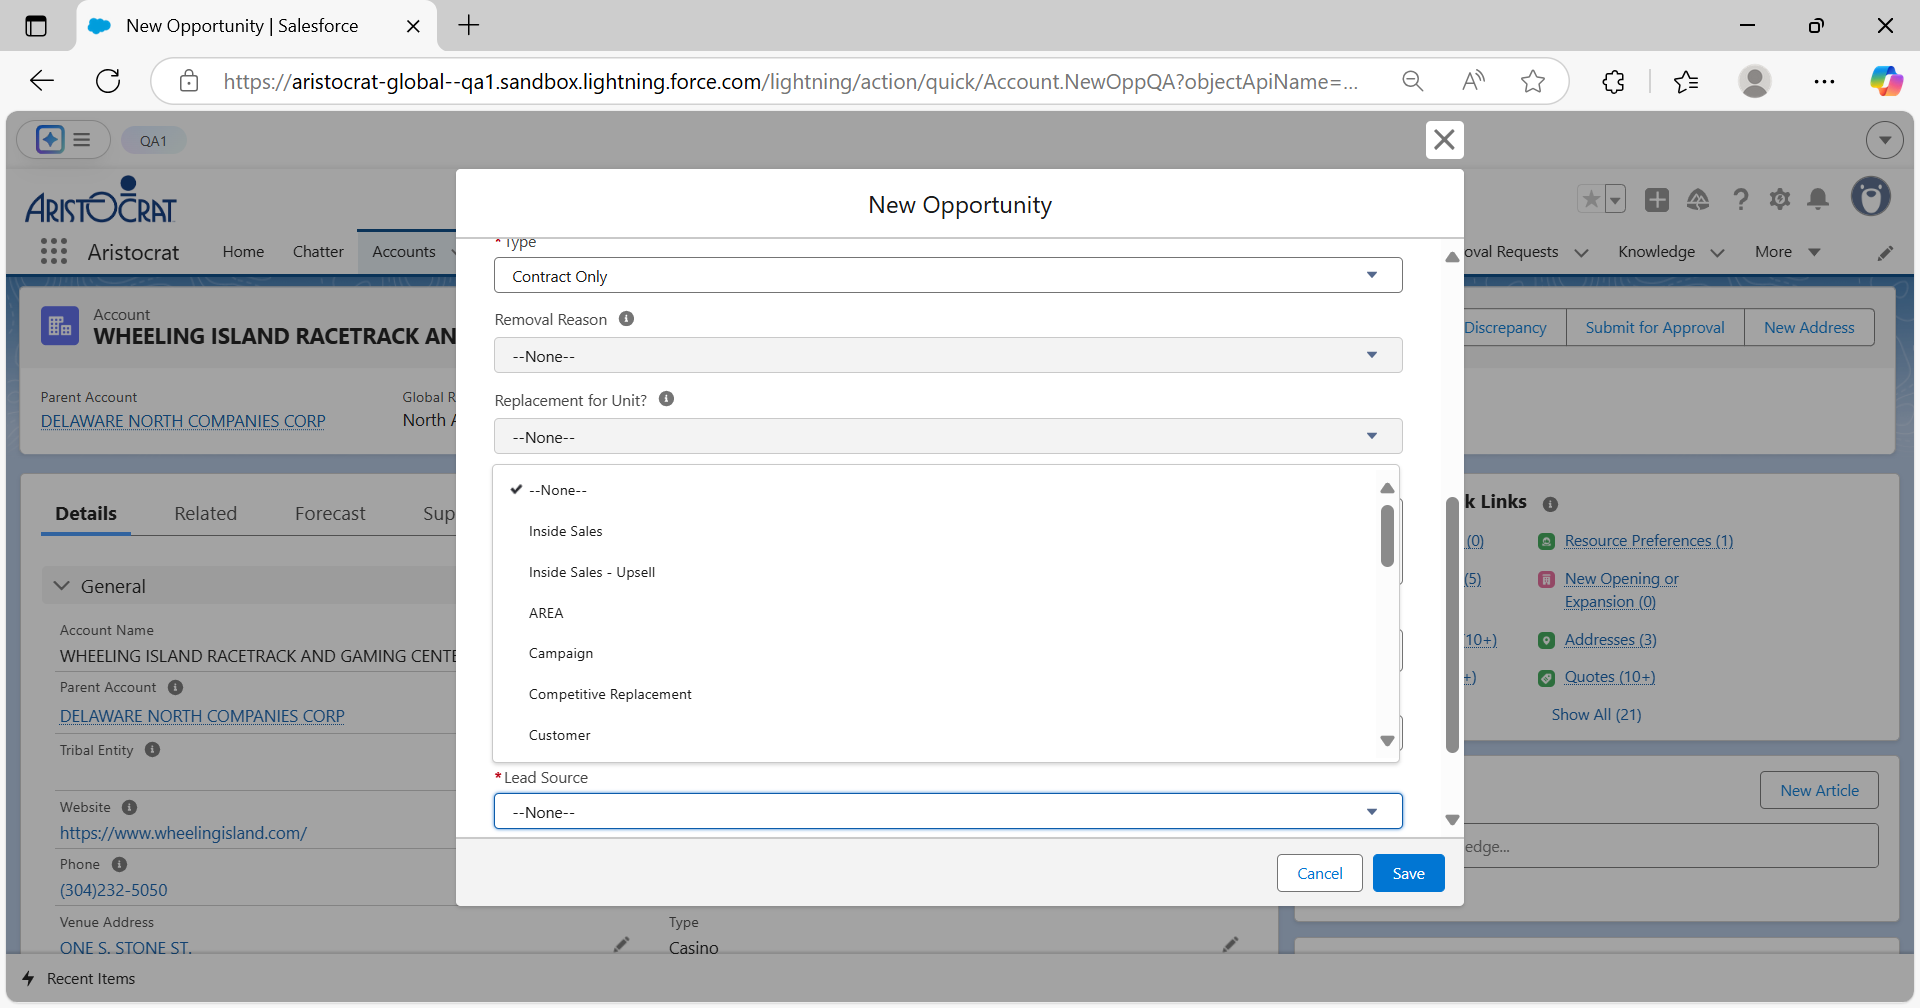 New Opportunity | Salesforce
https://aristocrat-global--qa1.sandbox.lightning.force.com/lightning/action/quick/Account.NewOppQA?objectApiName=...
QA1
ARISTOCRAT
Aristocrat
Home
Chatter
Accounts
oval Requests
Knowledge
More
New Opportunity
Account
WHEELING ISLAND RACETRACK AN
Discrepancy
Submit for Approval
New Address
Parent Account
DELAWARE NORTH COMPANIES CORP
Global R
North A
* Type
Contract Only
Removal Reason
--None--
Replacement for Unit?
--None--
--None--
Inside Sales
Inside Sales - Upsell
AREA
Campaign
Competitive Replacement
Customer
* Lead Source
--None--
Cancel
Save
Details
Related
Forecast
Sup
General
Account Name
WHEELING ISLAND RACETRACK AND GAMING CENTE
Parent Account
DELAWARE NORTH COMPANIES CORP
Tribal Entity
Website
https://www.wheelingisland.com/
Phone
(304)232-5050
Venue Address
ONE S. STONE ST.
Type
Casino
k Links
(0)
Resource Preferences (1)
(5)
New Opening or
Expansion (0)
10+)
Addresses (3)
+)
Quotes (10+)
Show All (21)
New Article
edge...
Recent Items